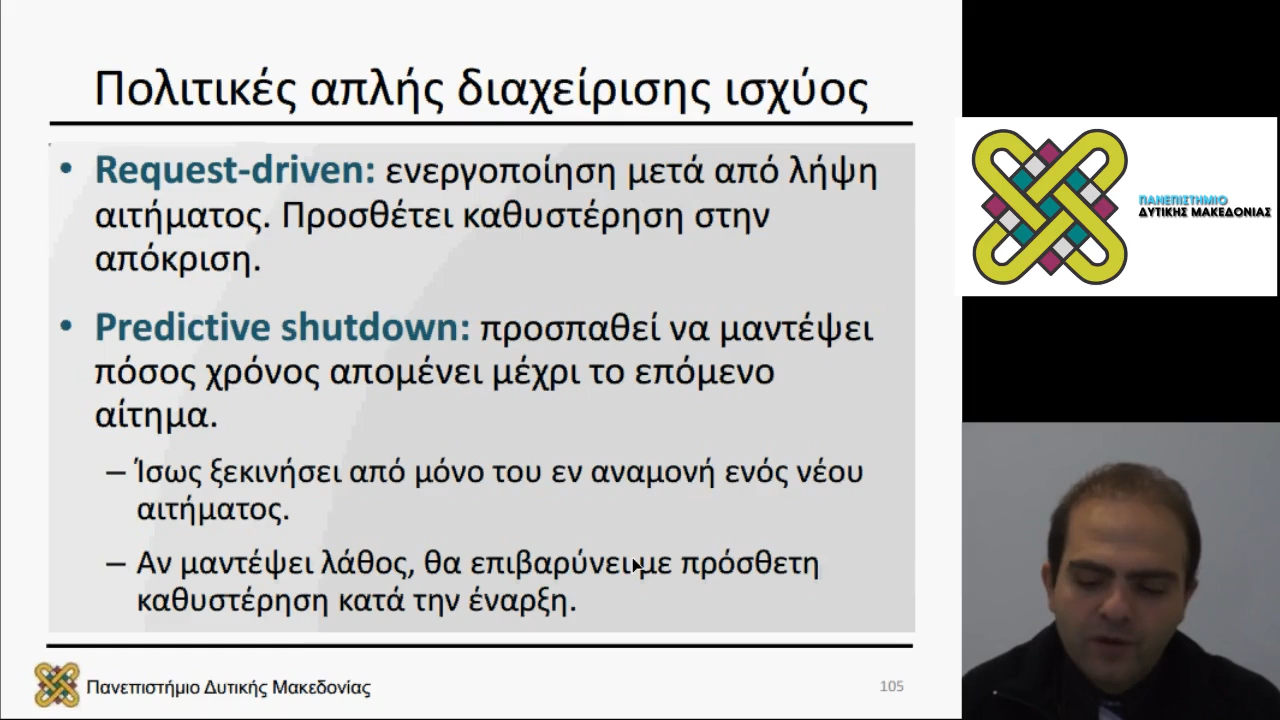 Πολιτικές απλής διαχείρισης ισχύος
• Request-driven: ενεργοποίηση μετά από λήψη
αιτήματος. Προσθέτει καθυστέρηση στην
απόκριση.
• Predictive shutdown: προσπαθεί να μαντέψει
πόσος χρόνος απομένει μέχρι το επόμενο
αίτημα.
– Ίσως ξεκινήσει από μόνο του εν αναμονή ενός νέου
αιτήματος.
– Αν μαντέψει λάθος, θα επιβαρύνει με πρόσθετη
καθυστέρηση κατά την έναρξη.
Πανεπιστήμιο Δυτικής Μακεδονίας
105
ΠΑΝΕΠΙΣΤΗΜΙΟ
ΔΥΤΙΚΗΣ ΜΑΚΕΔΟΝΙΑΣ